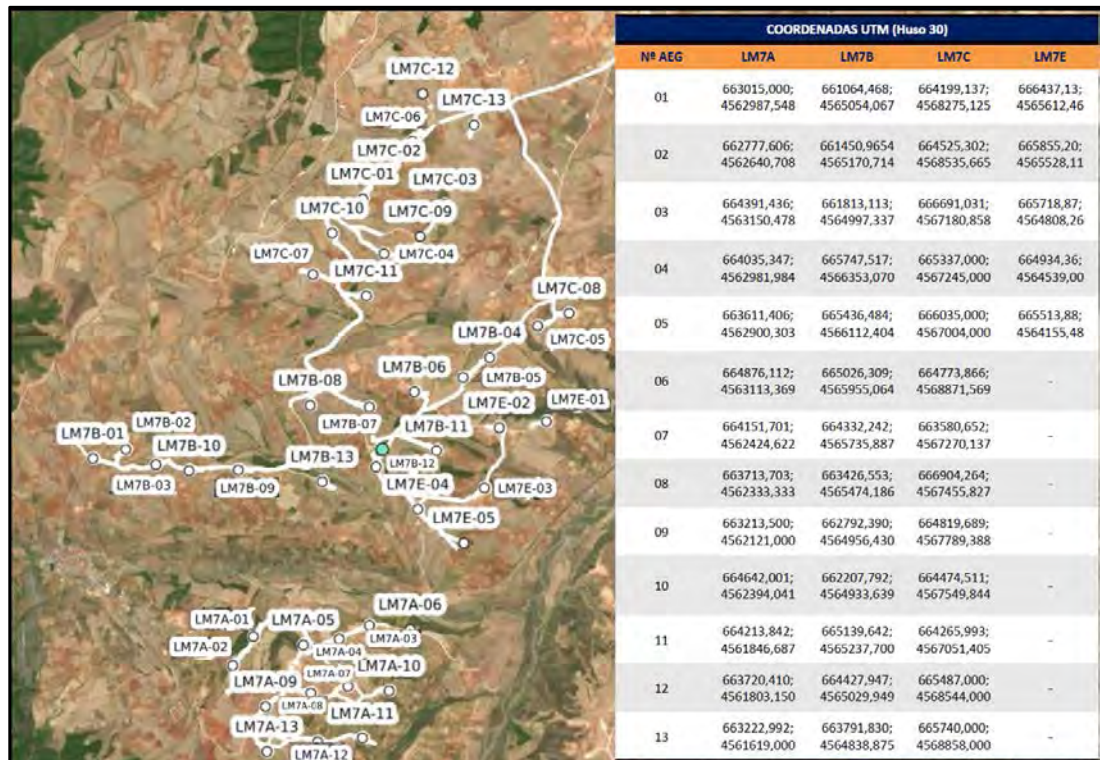 LM7C-12
LM7C-13
LM7C-06
LM7C-02
LM7C-01
LM7C-03
LM7C-10
LM7C-09
LM7C-07
LM7C-04
LM7C-11
LM7C-08
LM7B-04
LM7C-05
LM7B-06
LM7B-08
LM7B-05
LM7E-02
LM7E-01
LM7B-02
LM7B-07
LM7B-11
LM7B-01
LM7B-10
LM7B-13
LM7B-12
LM7B-03
LM7B-09
LM7E-04
LM7E-03
LM7E-05
LM7A-06
LM7A-01
LM7A-05
LM7A-03
LM7A-02
LM7A-04
LM7A-10
LM7A-09
LM7A-07
LM7A-08
LM7A-11
LM7A-13
LM7A-12
COORDENADAS UTM (Huso 30)
Nº AEG LM7A LM7B LM7C LM7E
663015,000; 661064,468; 664199,137; 666437,13;
01
4562987,548 4565054,067 4568275,125 4565612,46
662777,606; 661450,9654 664525,302; 665855,20;
02
4562640,708 4565170,714 4568535,665 4565528,11
664391,436; 661813,113; 666691,031; 665718,87;
03
4563150,478 4564997,337 4567180,858 4564808,26
664035,347; 665747,517; 665337,000; 664934,36;
04
4562981,984 4566353,070 4567245,000 4564539,00
663611,406; 665436,484; 666035,000; 665513,88;
05
4562900,303 4566112,404 4567004,000 4564155,48
664876,112; 665026,309; 664773,866;
06 -
4563113,369 4565955,064 4568871,569
664151,701; 664332,242; 663580,652;
07 -
4562424,622 4565735,887 4567270,137
663713,703; 663426,553; 666904,264;
08 -
4562333,333 4565474,186 4567455,827
663213,500; 662792,390; 664819,689;
09 -
4562121,000 4564956,430 4567789,388
664642,001; 662207,792; 664474,511;
10 -
4562394,041 4564933,639 4567549,844
664213,842; 665139,642; 664265,993;
11 -
4561846,687 4565237,700 4567051,405
663720,410; 664427,947; 665487,000;
12 -
4561803,150 4565029,949 4568544,000
663222,992; 663791,830; 665740,000;
13 -
4561619,000 4564838,875 4568858,000